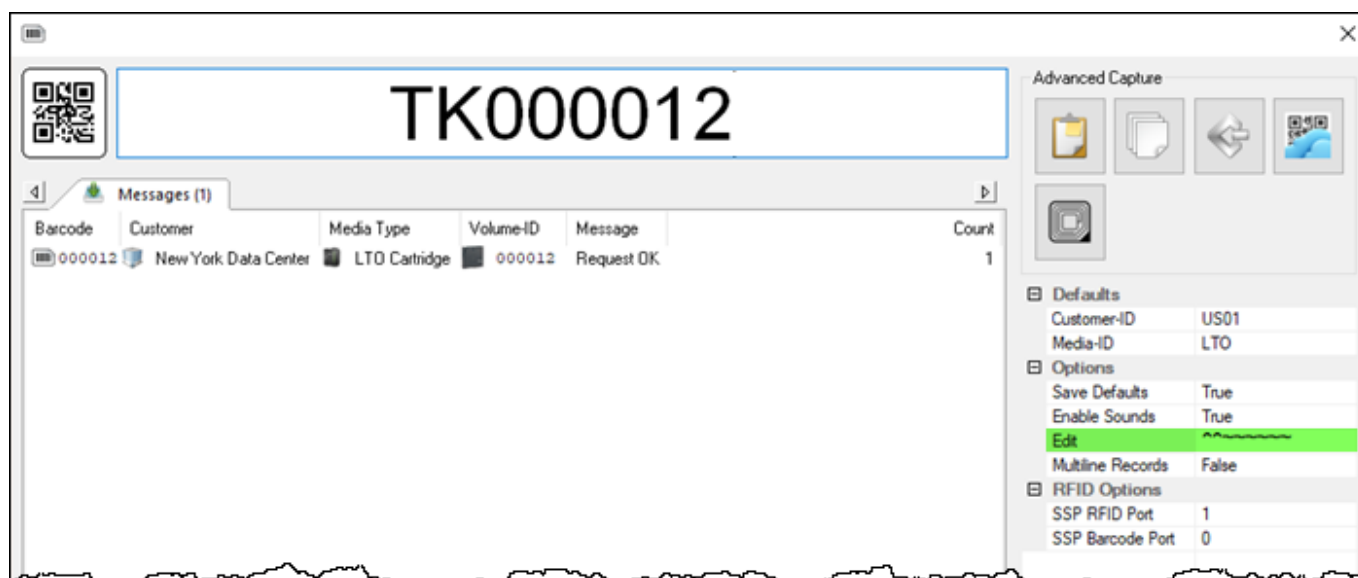 TK000012
Advanced Capture
Messages (1)
Barcode Customer Media Type Volume-ID Message Count
000012 New York Data Center LTO Cartridge 000012 Request OK 1
Defaults
Customer-ID US01
Media-ID LTO
Options
Save Defaults True
Enable Sounds True
Edit ^^~~~~~~
Multiline Records False
RFID Options
SSP RFID Port 1
SSP Barcode Port 0